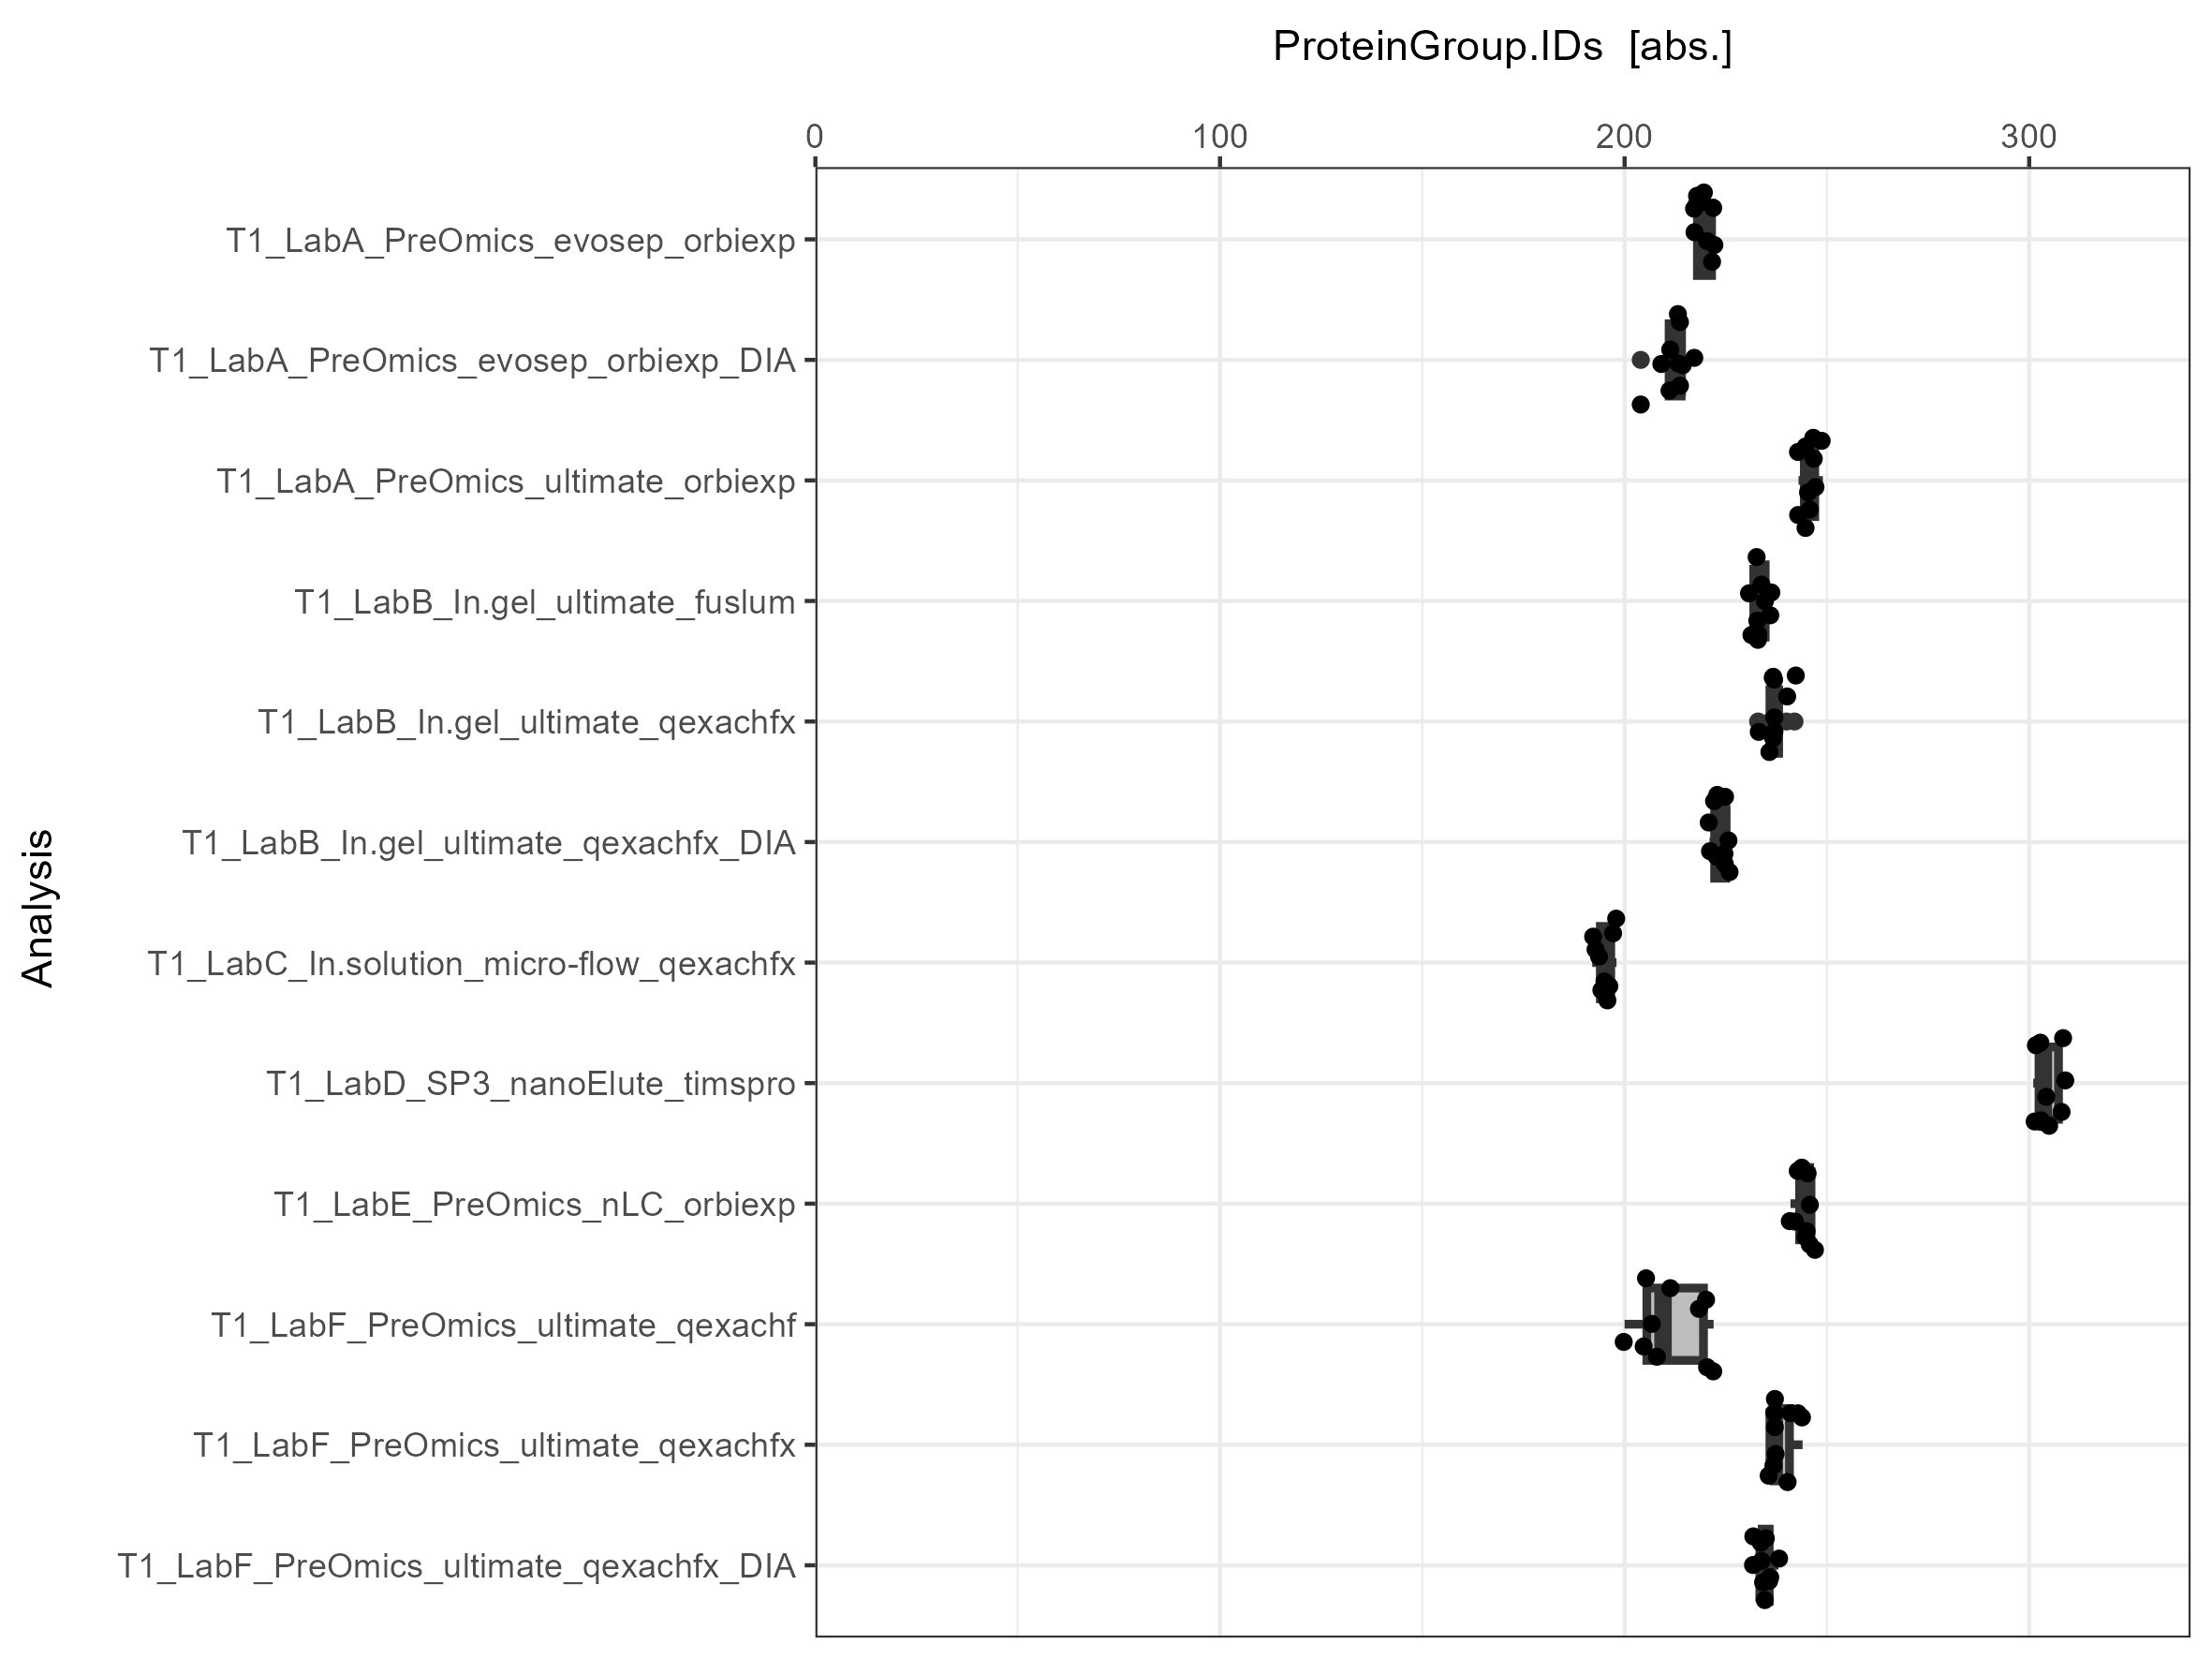 ProteinGroup.IDs [abs.]
0 100 200 300
T1_LabA_PreOmics_evosep_orbiexp
T1_LabA_PreOmics_evosep_orbiexp_DIA
T1_LabA_PreOmics_ultimate_orbiexp
T1_LabB_In.gel_ultimate_fuslum
T1_LabB_In.gel_ultimate_qexachfx
T1_LabB_In.gel_ultimate_qexachfx_DIA
T1_LabC_In.solution_micro-flow_qexachfx
T1_LabD_SP3_nanoElute_timspro
T1_LabE_PreOmics_nLC_orbiexp
T1_LabF_PreOmics_ultimate_qexachf
T1_LabF_PreOmics_ultimate_qexachfx
T1_LabF_PreOmics_ultimate_qexachfx_DIA
Analysis